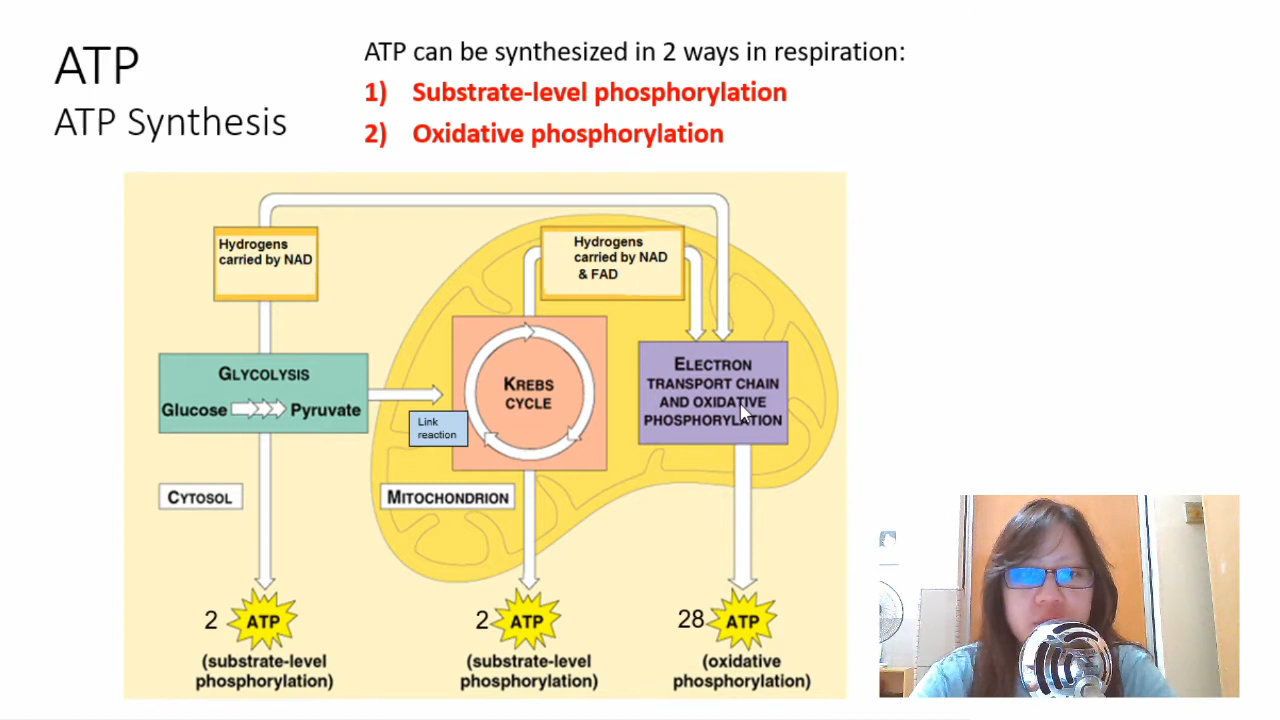 ATP
ATP Synthesis
ATP can be synthesized in 2 ways in respiration:
1) Substrate-level phosphorylation
2) Oxidative phosphorylation
Hydrogens
carried by NAD
Hydrogens
carried by NAD
& FAD
GLYCOLYSIS
Glucose Pyruvate
KREBS
CYCLE
Link
reaction
ELECTRON
TRANSPORT CHAIN
AND OXIDATIVE
PHOSPHORYLATION
CYTOSOL
MITOCHONDRION
2 ATP
(substrate-level
phosphorylation)
2 ATP
(substrate-level
phosphorylation)
28 ATP
(oxidative
phosphorylation)